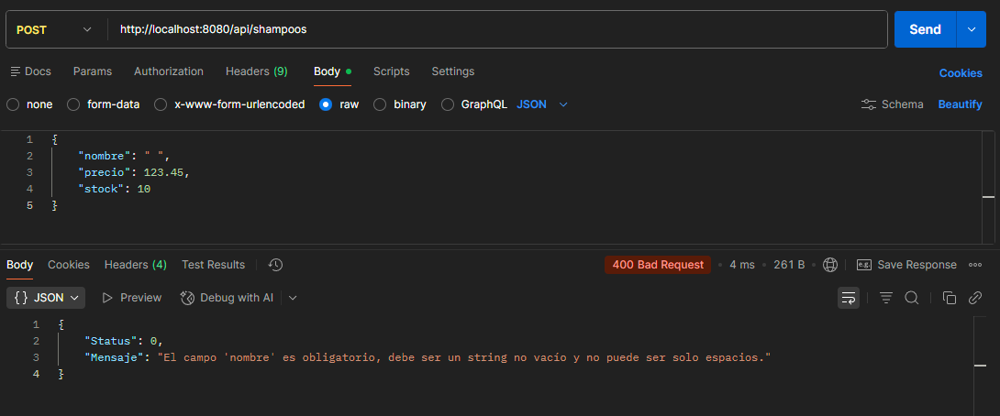 POST http://localhost:8080/api/shampoos Send
Docs Params Authorization Headers (9) Body Scripts Settings Cookies
none form-data x-www-form-urlencoded raw binary GraphQL JSON Schema Beautify
1 {
2 "nombre": " ",
3 "precio": 123.45,
4 "stock": 10
5 }
Body Cookies Headers (4) Test Results 400 Bad Request • 4 ms • 261 B e.g. Save Response
{} JSON Preview Debug with AI
1 {
2 "Status": 0,
3 "Mensaje": "El campo 'nombre' es obligatorio, debe ser un string no vacío y no puede ser solo espacios."
4 }